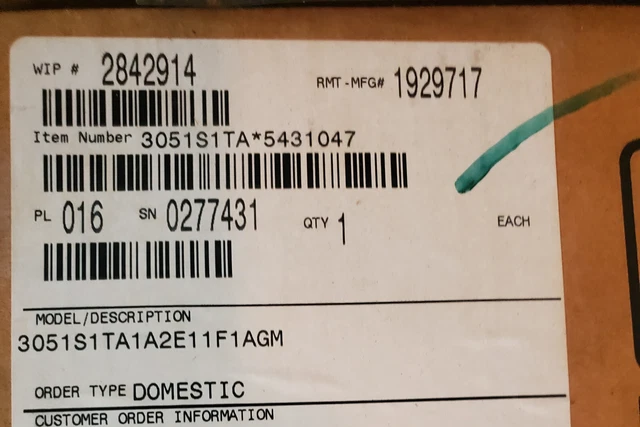 WIP # 2842914 RMT-MFG# 1929717
Item Number 3051S1TA*5431047
PL 016 SN 0277431 QTY 1 EACH
MODEL/DESCRIPTION
3051S1TA1A2E11F1AGM
ORDER TYPE DOMESTIC
CUSTOMER ORDER INFORMATION